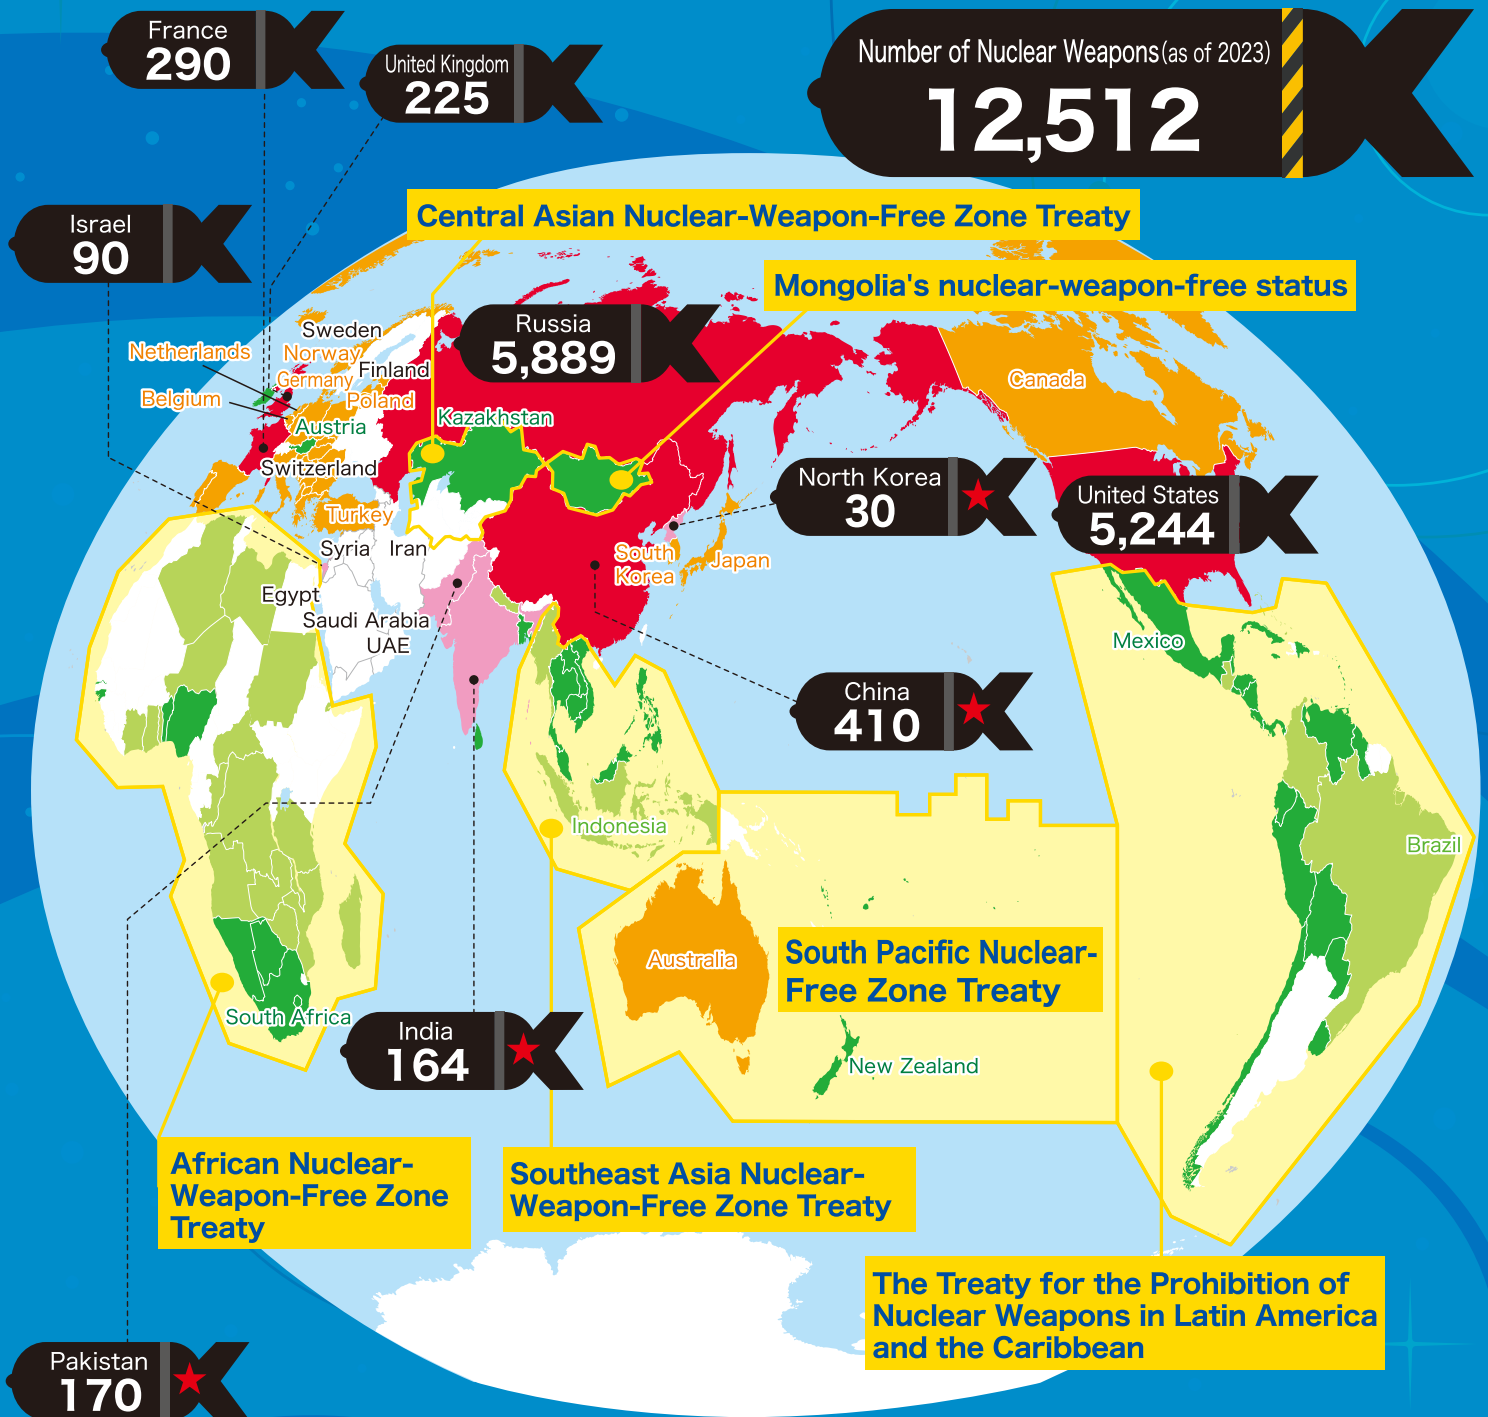 France
290
United Kingdom
225
Number of Nuclear Weapons(as of 2023)
12,512
Israel
90
Central Asian Nuclear-Weapon-Free Zone Treaty
Mongolia's nuclear-weapon-free status
Russia
5,889
Sweden
Netherlands
Norway
Finland
Germany
Belgium
Poland
Canada
Kazakhstan
Austria
Switzerland
North Korea
30
United States
5,244
Turkey
Syria
Iran
South
Korea
Japan
Egypt
Saudi Arabia
UAE
Mexico
China
410
Indonesia
Brazil
Australia
South Pacific Nuclear-
Free Zone Treaty
South Africa
India
164
New Zealand
African Nuclear-
Weapon-Free Zone
Treaty
Southeast Asia Nuclear-
Weapon-Free Zone Treaty
The Treaty for the Prohibition of
Nuclear Weapons in Latin America
and the Caribbean
Pakistan
170